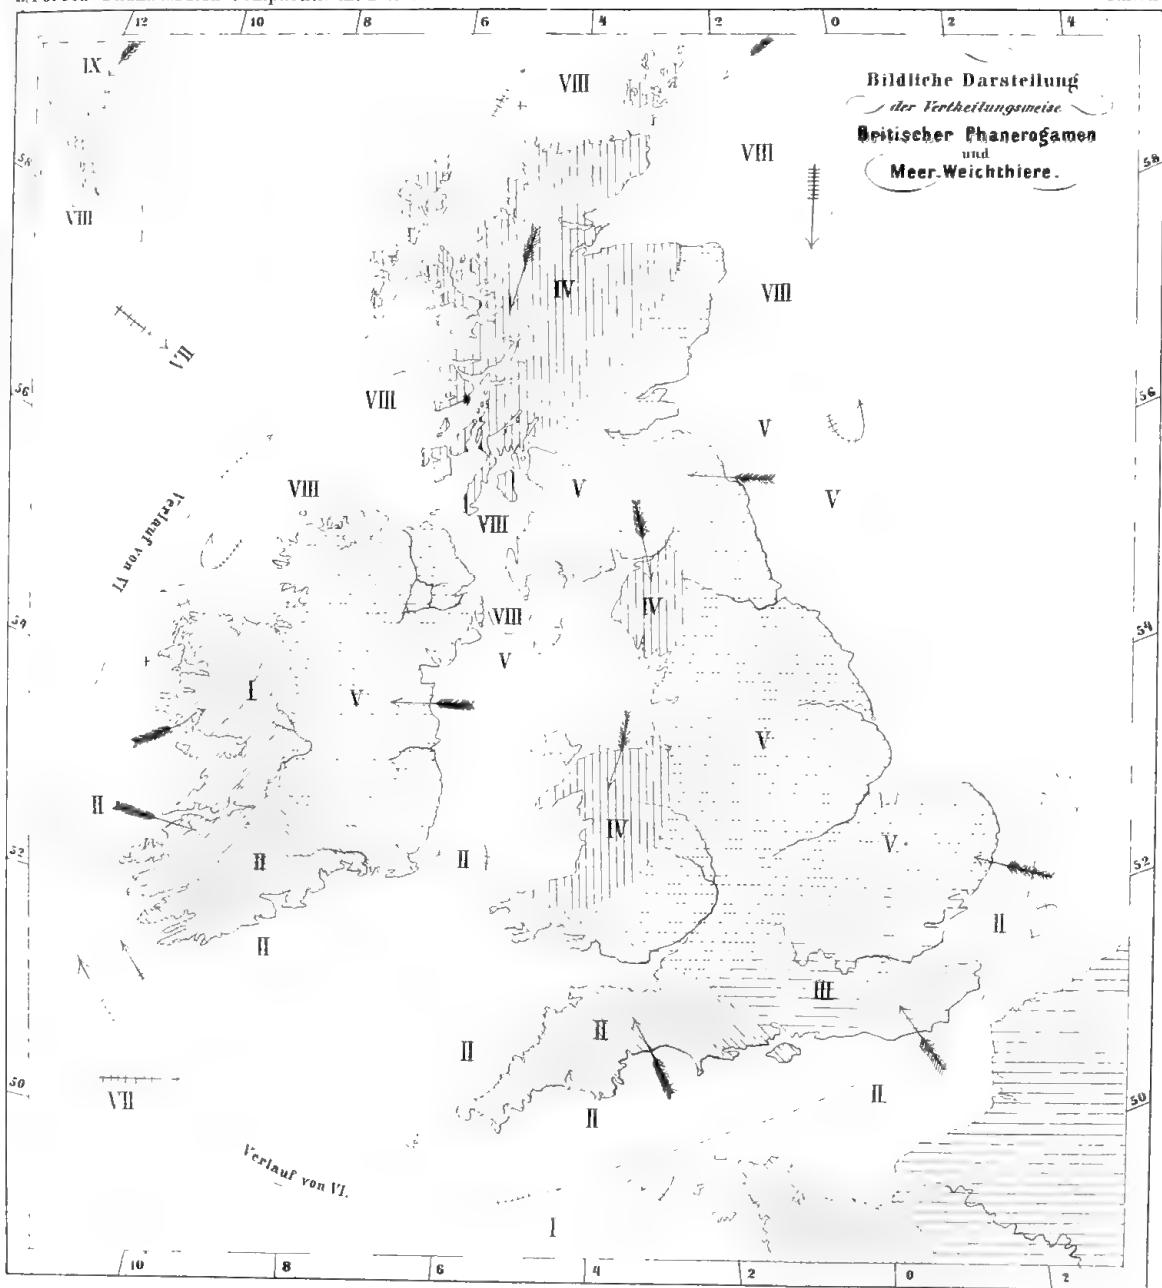 12 10 8 6 4 2 0 2 4
Bildliche Darstellung
der Vertheilungsweise
Britischer Phanerogamen
und
Meer-Weichthiere.
IX
VIII
VIII
58
58
VIII
IV
VIII
VII
56
56
VIII
V
V
V
VIII
VIII
Verlauf von VI
IV
54
54
VIII
V
I
V
V
II
IV
V
52
52
II
II
II
II
III
II
II
50
50
VII
II
II
Verlauf von VI.
I
10 8 6 4 2 0 2